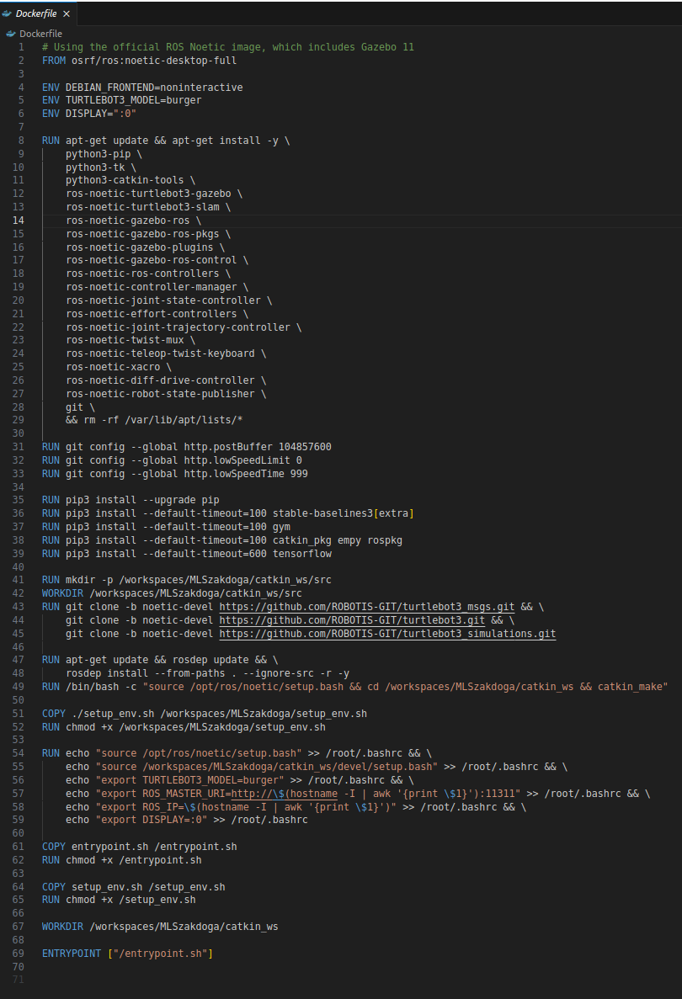 Dockerfile ×
Dockerfile
1 # Using the official ROS Noetic image, which includes Gazebo 11
2 FROM osrf/ros:noetic-desktop-full
3
4 ENV DEBIAN_FRONTEND=noninteractive
5 ENV TURTLEBOT3_MODEL=burger
6 ENV DISPLAY=":0"
7
8 RUN apt-get update && apt-get install -y \
9     python3-pip \
10     python3-tk \
11     python3-catkin-tools \
12     ros-noetic-turtlebot3-gazebo \
13     ros-noetic-turtlebot3-slam \
14     ros-noetic-gazebo-ros \
15     ros-noetic-gazebo-ros-pkgs \
16     ros-noetic-gazebo-plugins \
17     ros-noetic-gazebo-ros-control \
18     ros-noetic-ros-controllers \
19     ros-noetic-controller-manager \
20     ros-noetic-joint-state-controller \
21     ros-noetic-effort-controllers \
22     ros-noetic-joint-trajectory-controller \
23     ros-noetic-twist-mux \
24     ros-noetic-teleop-twist-keyboard \
25     ros-noetic-xacro \
26     ros-noetic-diff-drive-controller \
27     ros-noetic-robot-state-publisher \
28     git \
29     && rm -rf /var/lib/apt/lists/*
30
31 RUN git config --global http.postBuffer 104857600
32 RUN git config --global http.lowSpeedLimit 0
33 RUN git config --global http.lowSpeedTime 999
34
35 RUN pip3 install --upgrade pip
36 RUN pip3 install --default-timeout=100 stable-baselines3[extra]
37 RUN pip3 install --default-timeout=100 gym
38 RUN pip3 install --default-timeout=100 catkin_pkg empy rospkg
39 RUN pip3 install --default-timeout=600 tensorflow
40
41 RUN mkdir -p /workspaces/MLSzakdoga/catkin_ws/src
42 WORKDIR /workspaces/MLSzakdoga/catkin_ws/src
43 RUN git clone -b noetic-devel https://github.com/ROBOTIS-GIT/turtlebot3_msgs.git && \
44     git clone -b noetic-devel https://github.com/ROBOTIS-GIT/turtlebot3.git && \
45     git clone -b noetic-devel https://github.com/ROBOTIS-GIT/turtlebot3_simulations.git
46
47 RUN apt-get update && rosdep update && \
48     rosdep install --from-paths . --ignore-src -r -y
49 RUN /bin/bash -c "source /opt/ros/noetic/setup.bash && cd /workspaces/MLSzakdoga/catkin_ws && catkin_make"
50
51 COPY ./setup_env.sh /workspaces/MLSzakdoga/setup_env.sh
52 RUN chmod +x /workspaces/MLSzakdoga/setup_env.sh
53
54 RUN echo "source /opt/ros/noetic/setup.bash" >> /root/.bashrc && \
55     echo "source /workspaces/MLSzakdoga/catkin_ws/devel/setup.bash" >> /root/.bashrc && \
56     echo "export TURTLEBOT3_MODEL=burger" >> /root/.bashrc && \
57     echo "export ROS_MASTER_URI=http://\$(hostname -I | awk '{print \$1}'):11311" >> /root/.bashrc && \
58     echo "export ROS_IP=\$(hostname -I | awk '{print \$1}')" >> /root/.bashrc && \
59     echo "export DISPLAY=:0" >> /root/.bashrc
60
61 COPY entrypoint.sh /entrypoint.sh
62 RUN chmod +x /entrypoint.sh
63
64 COPY setup_env.sh /setup_env.sh
65 RUN chmod +x /setup_env.sh
66
67 WORKDIR /workspaces/MLSzakdoga/catkin_ws
68
69 ENTRYPOINT ["/entrypoint.sh"]
70
71